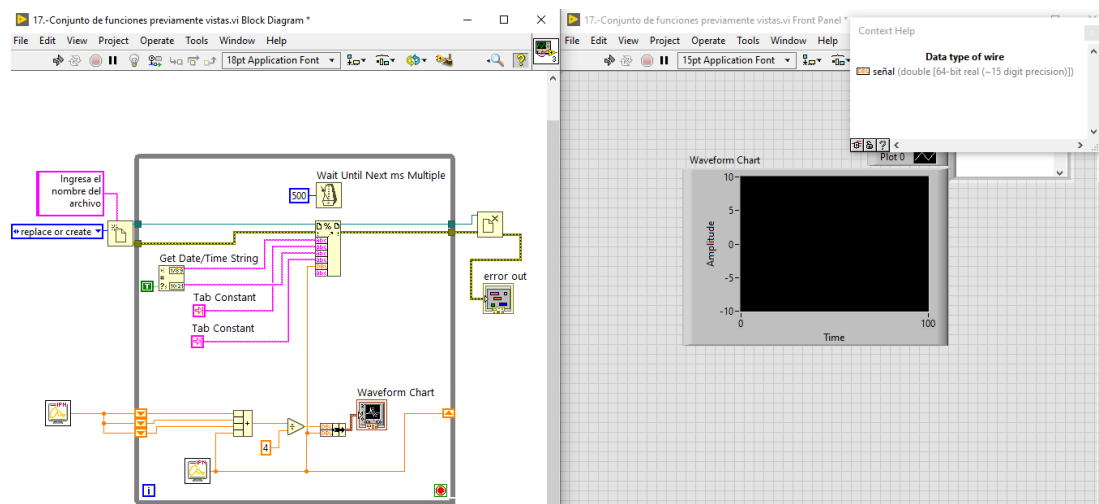 17.-Conjunto de funciones previamente vistas.vi Block Diagram *
File Edit View Project Operate Tools Window Help
18pt Application Font
3
Ingresa el
nombre del
archivo
replace or create
Wait Until Next ms Multiple
500
Get Date/Time String
T
Tab Constant
Tab Constant
error out
Waveform Chart
4
i
17.-Conjunto de funciones previamente vistas.vi Front Panel *
File Edit View Project Operate Tools Window Help
15pt Application Font
Context Help
Data type of wire
señal (double [64-bit real (~15 digit precision)])
Waveform Chart
Plot 0
Amplitude
10
5
0
-5
-10
0
100
Time